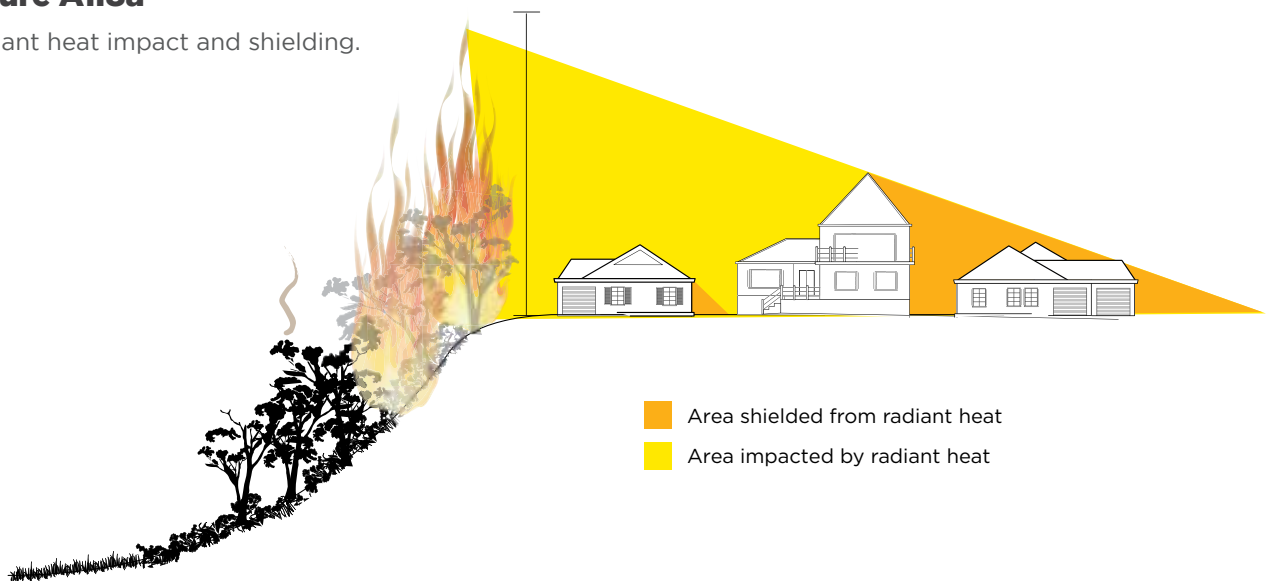 ant heat impact and shielding.
Area shielded from radiant heat
Area impacted by radiant heat